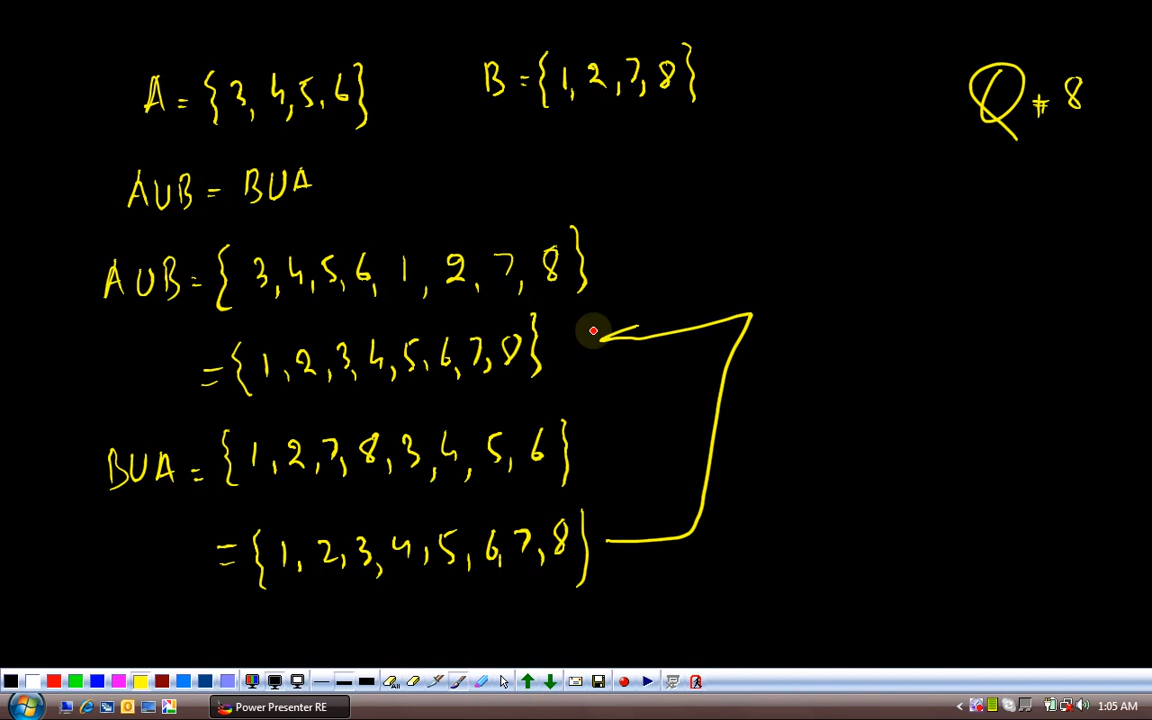 A = {3, 4, 5, 6} B = {1, 2, 7, 8} Q # 8
A∪B = B∪A
A∪B = { 3, 4, 5, 6, 1, 2, 7, 8 }
= {1, 2, 3, 4, 5, 6, 7, 8}
B∪A = { 1, 2, 7, 8, 3, 4, 5, 6 }
= {1, 2, 3, 4, 5, 6, 7, 8}
All
Power Presenter RE
1:05 AM